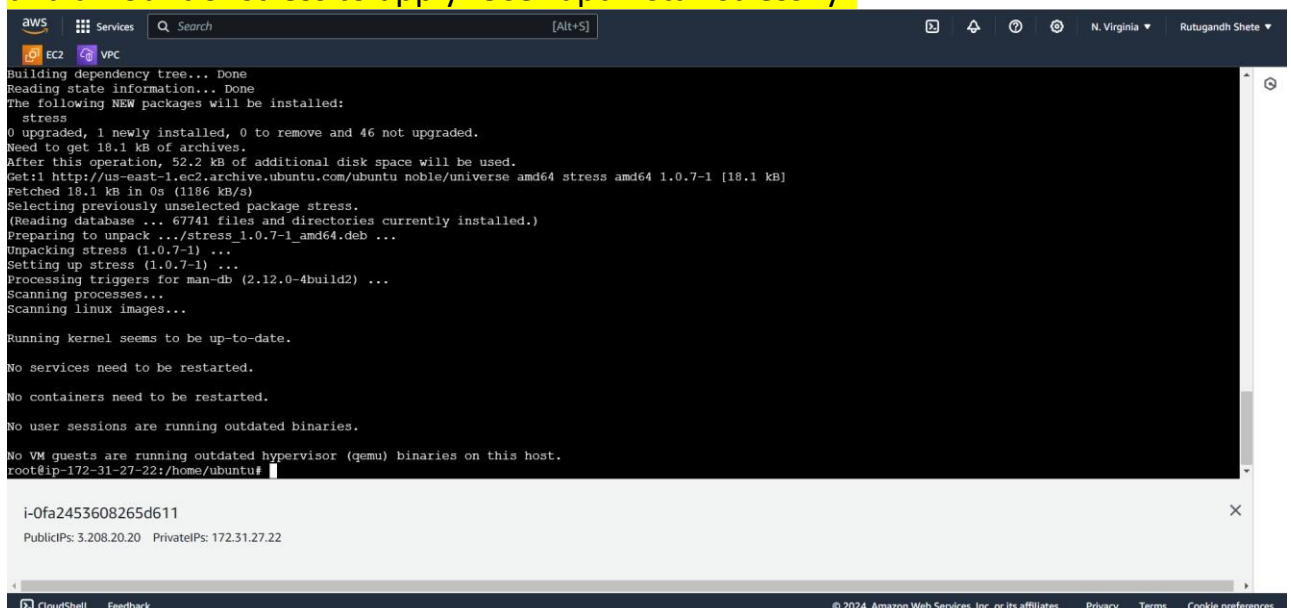 aws Services Search [Alt+S] N. Virginia Rutugandh Shete
EC2 VPC
Building dependency tree... Done
Reading state information... Done
The following NEW packages will be installed:
stress
0 upgraded, 1 newly installed, 0 to remove and 46 not upgraded.
Need to get 18.1 kB of archives.
After this operation, 52.2 kB of additional disk space will be used.
Get:1 http://us-east-1.ec2.archive.ubuntu.com/ubuntu noble/universe amd64 stress amd64 1.0.7-1 [18.1 kB]
Fetched 18.1 kB in 0s (1186 kB/s)
Selecting previously unselected package stress.
(Reading database ... 67741 files and directories currently installed.)
Preparing to unpack .../stress_1.0.7-1_amd64.deb ...
Unpacking stress (1.0.7-1) ...
Setting up stress (1.0.7-1) ...
Processing triggers for man-db (2.12.0-4build2) ...
Scanning processes...
Scanning linux images...
Running kernel seems to be up-to-date.
No services need to be restarted.
No containers need to be restarted.
No user sessions are running outdated binaries.
No VM guests are running outdated hypervisor (qemu) binaries on this host.
root@ip-172-31-27-22:/home/ubuntu#
i-0fa2453608265d611
PublicIPs: 3.208.20.20 PrivateIPs: 172.31.27.22
CloudShell Feedback © 2024, Amazon Web Services, Inc. or its affiliates. Privacy Terms Cookie preferences